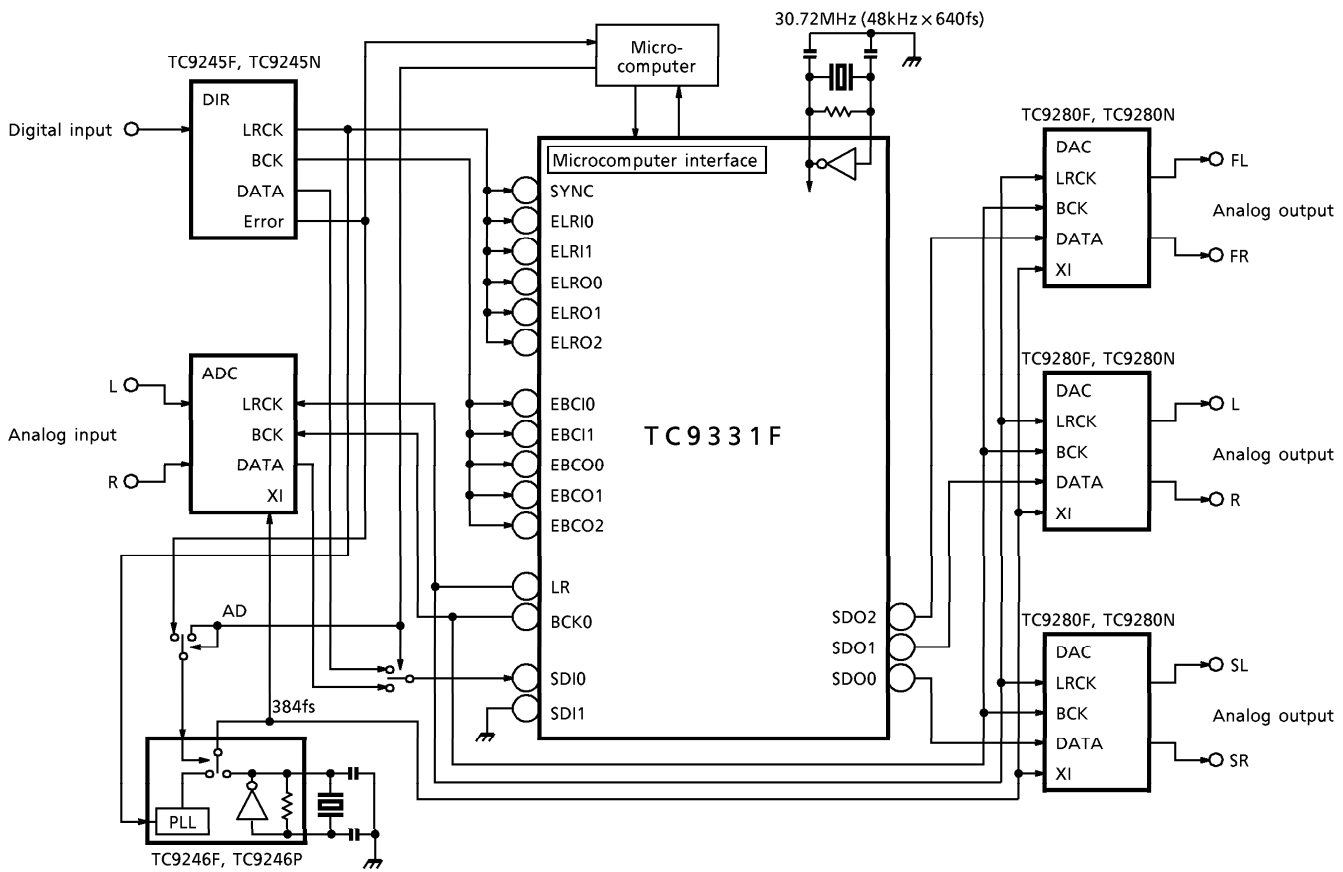 30.72MHz (48kHz×640fs)
Micro-
computer
TC9245F, TC9245N
DIR
Digital input
LRCK
BCK
DATA
Error
Microcomputer interface
SYNC
ELRI0
ELRI1
ELRO0
ELRO1
ELRO2
EBCI0
EBCI1
EBCO0
EBCO1
EBCO2
LR
BCK0
SDI0
SDI1
TC9331F
SDO2
SDO1
SDO0
ADC
L
LRCK
Analog input
BCK
DATA
R
XI
AD
384fs
PLL
TC9246F, TC9246P
TC9280F, TC9280N
DAC
LRCK
BCK
DATA
XI
FL
Analog output
FR
TC9280F, TC9280N
DAC
LRCK
BCK
DATA
XI
L
Analog output
R
TC9280F, TC9280N
DAC
LRCK
BCK
DATA
XI
SL
Analog output
SR